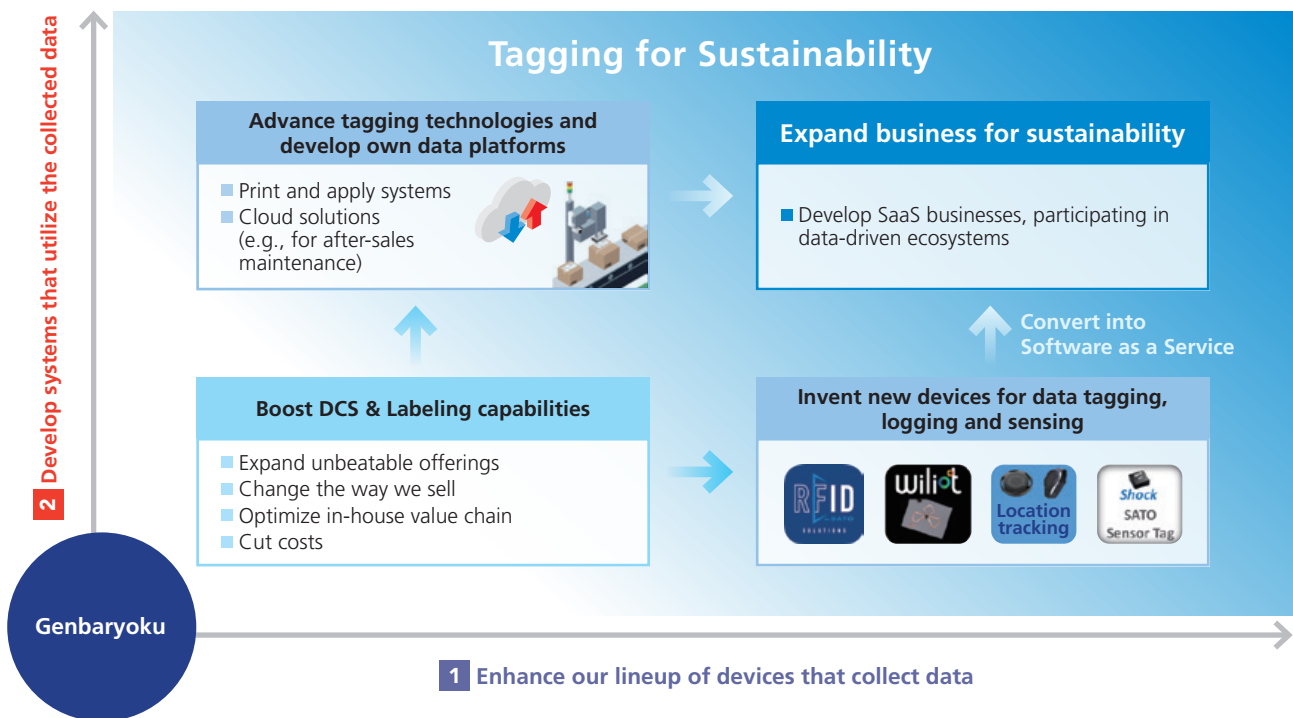 Tagging for Sustainability
2 Develop systems that utilize the collected data
Advance tagging technologies and
develop own data platforms
Print and apply systems
Cloud solutions
(e.g., for after-sales
maintenance)
Expand business for sustainability
Develop SaaS businesses, participating in
data-driven ecosystems
Convert into
Software as a Service
Boost DCS & Labeling capabilities
Expand unbeatable offerings
Change the way we sell
Optimize in-house value chain
Cut costs
Invent new devices for data tagging,
logging and sensing
RFID
SATO
SOLUTIONS
wiliot
Location
tracking
Shock
SATO
Sensor Tag
Genbaryoku
1 Enhance our lineup of devices that collect data